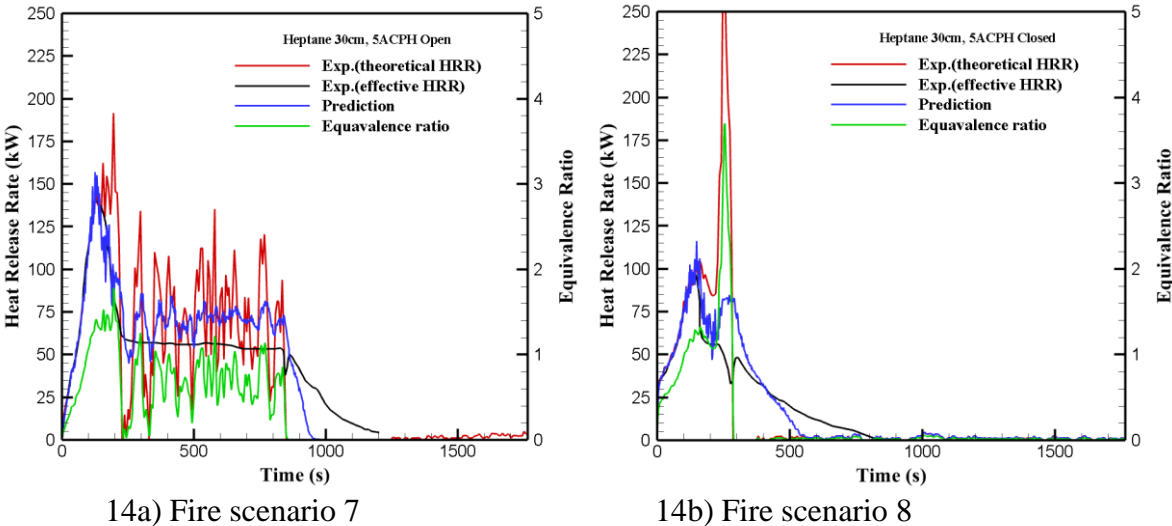 Heptane 30cm, 5ACPH Open
Exp.(theoretical HRR)
Exp.(effective HRR)
Prediction
Equavalence ratio
Heat Release Rate (kW)
250
225
200
175
150
125
100
75
50
25
0
Equivalence Ratio
5
4
3
2
1
0
0 500 1000 1500
Time (s)
14a) Fire scenario 7
Heptane 30cm, 5ACPH Closed
Exp.(theoretical HRR)
Exp.(effective HRR)
Prediction
Equavalence ratio
Heat Release Rate (kW)
250
225
200
175
150
125
100
75
50
25
0
Equivalence Ratio
5
4
3
2
1
0
0 500 1000 1500
Time (s)
14b) Fire scenario 8